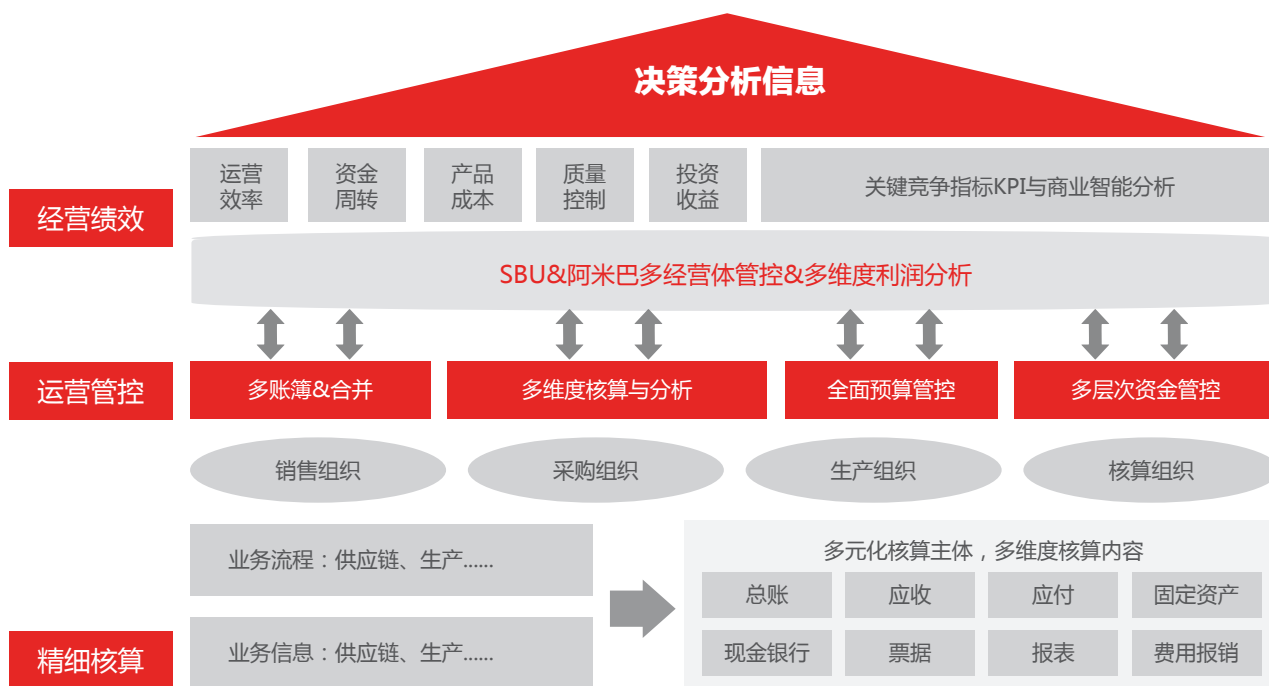 决策分析信息
运营
效率
资金
周转
产品
成本
质量
控制
投资
收益
关键竞争指标KPI与商业智能分析
经营绩效
SBU&阿米巴多经营体管控&多维度利润分析
运营管控
多账簿&合并
多维度核算与分析
全面预算管控
多层次资金管控
销售组织
采购组织
生产组织
核算组织
业务流程：供应链、生产......
多元化核算主体，多维度核算内容
总账
应收
应付
固定资产
精细核算
业务信息：供应链、生产......
现金银行
票据
报表
费用报销